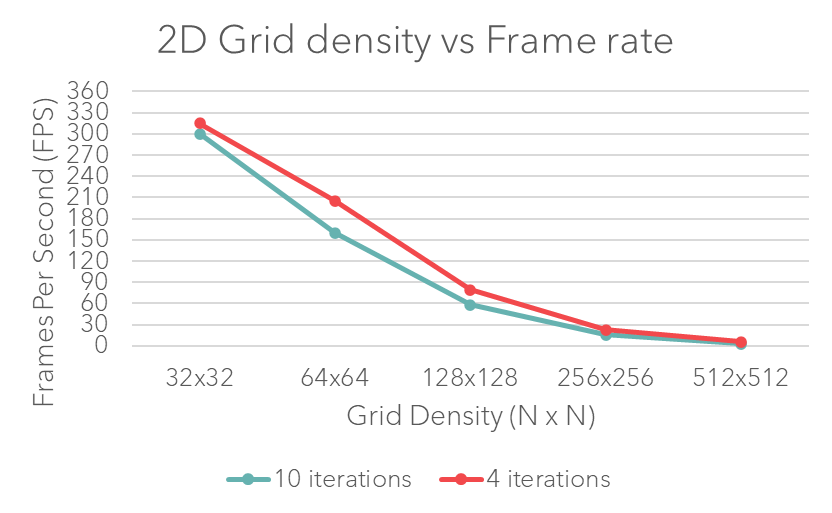 2D Grid density vs Frame rate
Frames Per Second (FPS)
360
330
300
270
240
210
180
150
120
90
60
30
0
32x32 64x64 128x128 256x256 512x512
Grid Density (N x N)
10 iterations 4 iterations